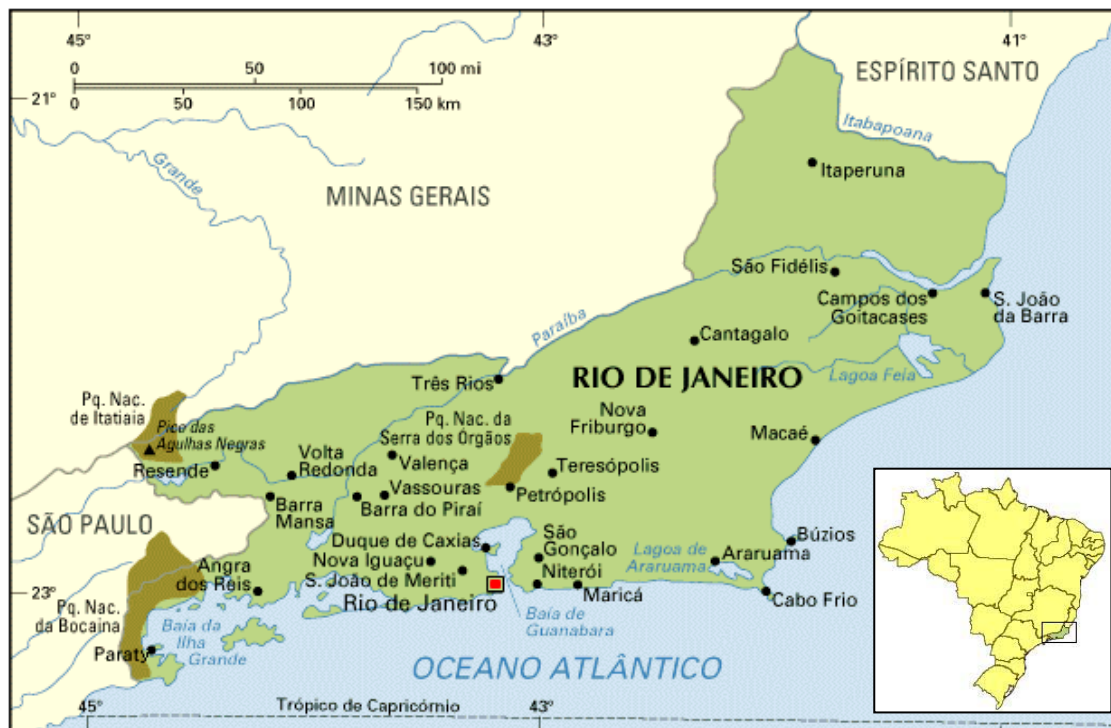 45°
43°
41°
0 50 100 mi
0 50 100 150 km
21°
ESPÍRITO SANTO
Itabapoana
Grande
MINAS GERAIS
Itaperuna
São Fidélis
Campos dos
Goitacases
S. João
da Barra
Paraíba
Cantagalo
Lagoa Feia
Três Rios
RIO DE JANEIRO
Pq. Nac.
de Itatiaia
Pico das
Agulhas Negras
Resende
Volta
Redonda
Pq. Nac. da
Serra dos Órgãos
Valença
Nova
Friburgo
Macaé
Teresópolis
Petrópolis
Barra
Mansa
Vassouras
Barra do Piraí
SÃO PAULO
Duque de Caxias
Nova Iguaçu
S. João de Meriti
Rio de Janeiro
São
Gonçalo
Niterói
Maricá
Lagoa de
Araruama
Araruama
Búzios
Cabo Frio
Angra
dos Reis
23°
Pq. Nac.
da Bocaina
Baía da
Ilha
Grande
Paraty
Baía de
Guanabara
OCEANO ATLÂNTICO
Trópico de Capricórnio
45°
43°